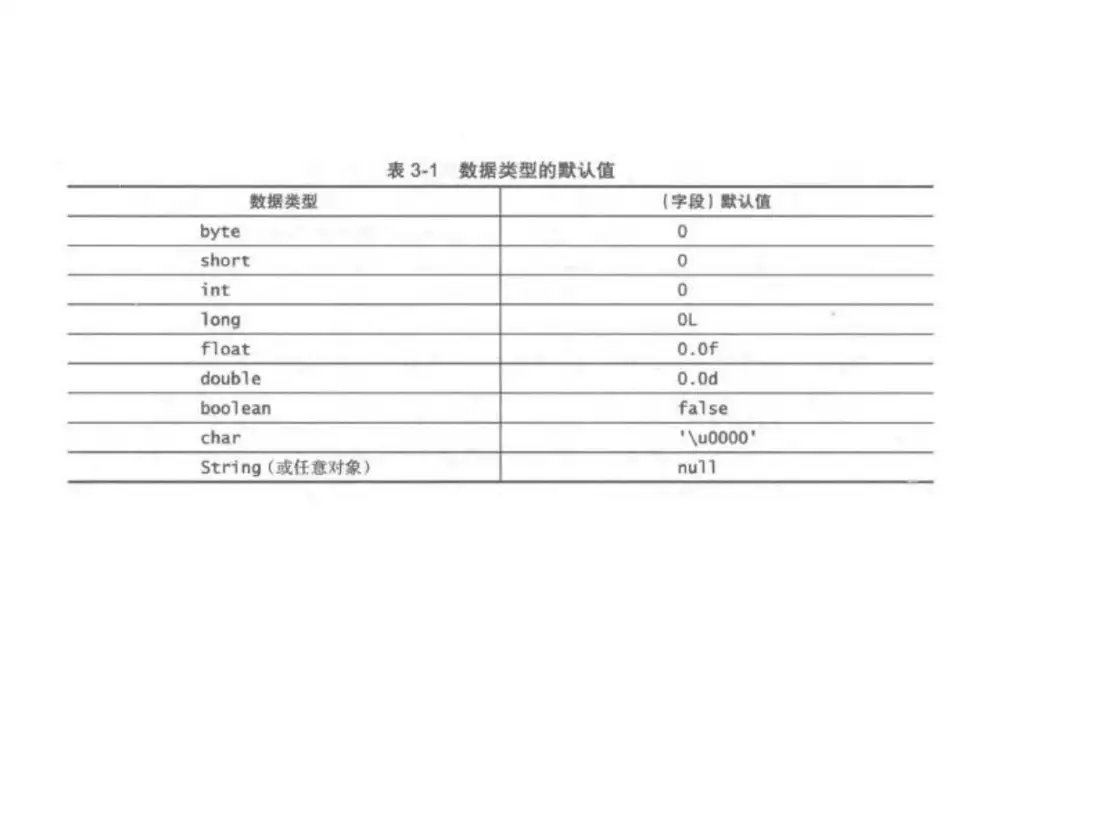 表 3-1 数据类型的默认值
数据类型 (字段)默认值
byte 0
short 0
int 0
long 0L
float 0.0f
double 0.0d
boolean false
char '\u0000'
String(或任意对象) null